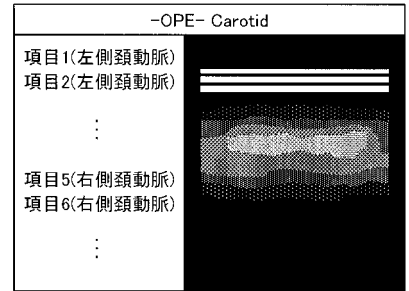 -OPE- Carotid
項目1(左側頚動脈)
項目2(左側頚動脈)
⋮
項目5(右側頚動脈)
項目6(右側頚動脈)
⋮